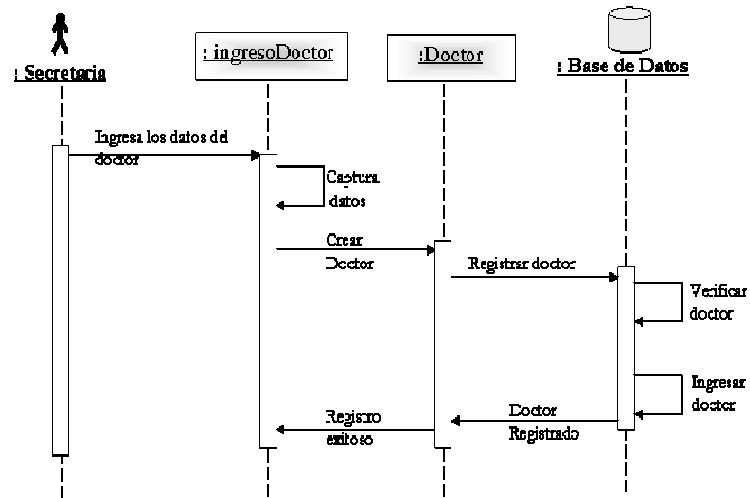 : Secretaria
: ingresoDoctor
:Doctor
: Base de Datos
Ingresa los datos del
doctor
Captura
datos
Crear
Doctor
Registrar doctor
Verificar
doctor
Ingresar
doctor
Doctor
Registrado
Registro
exitoso